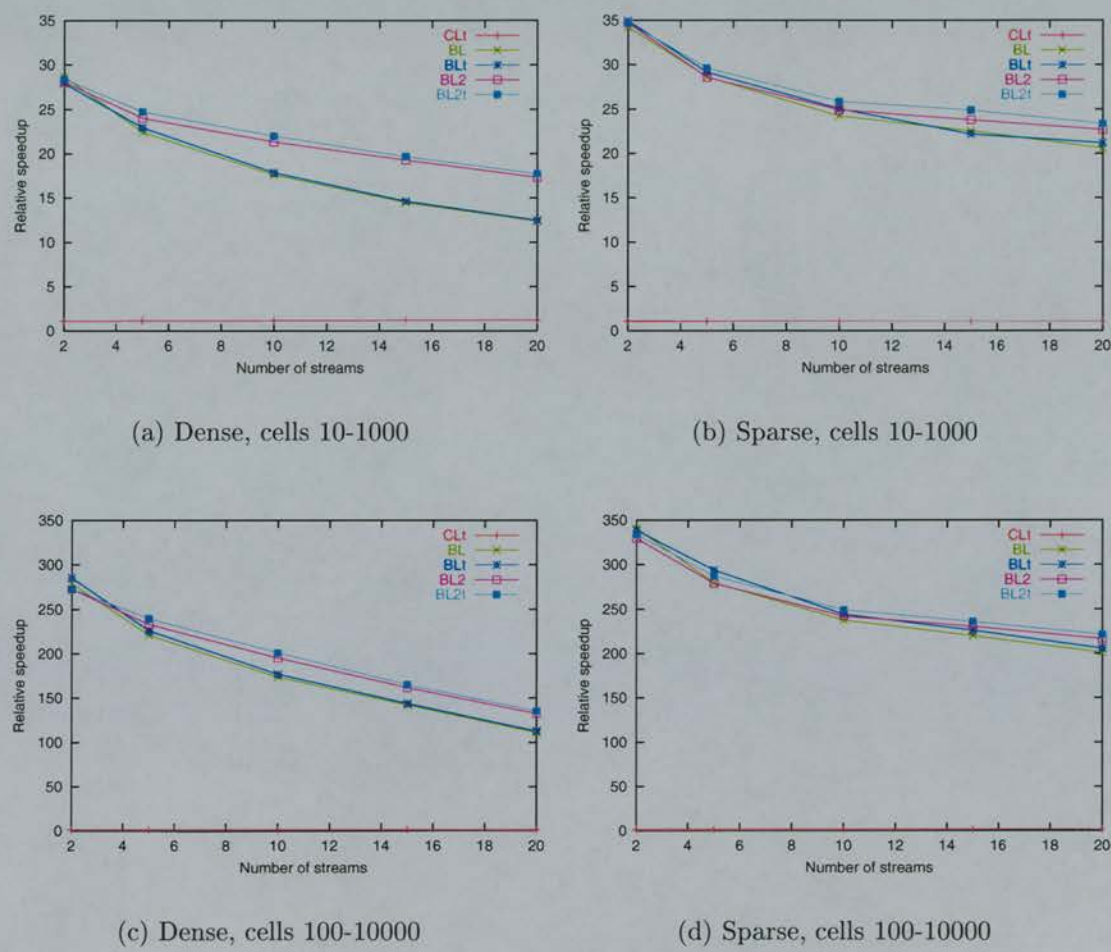 35
30
25
20
15
10
5
0
Relative speedup
CLt
BL
BLt
BL2
BL2t
2 4 6 8 10 12 14 16 18 20
Number of streams
(a) Dense, cells 10-1000
35
30
25
20
15
10
5
0
Relative speedup
CLt
BL
BLt
BL2
BL2t
2 4 6 8 10 12 14 16 18 20
Number of streams
(b) Sparse, cells 10-1000
350
300
250
200
150
100
50
0
Relative speedup
CLt
BL
BLt
BL2
BL2t
2 4 6 8 10 12 14 16 18 20
Number of streams
(c) Dense, cells 100-10000
350
300
250
200
150
100
50
0
Relative speedup
CLt
BL
BLt
BL2
BL2t
2 4 6 8 10 12 14 16 18 20
Number of streams
(d) Sparse, cells 100-10000